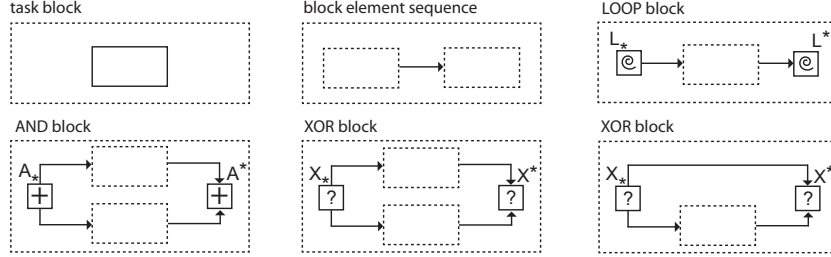 task block
block element sequence
LOOP block
L* L*
AND block
XOR block
XOR block
A* A*
+ +
X* X*
? ?
X* X*
? ?